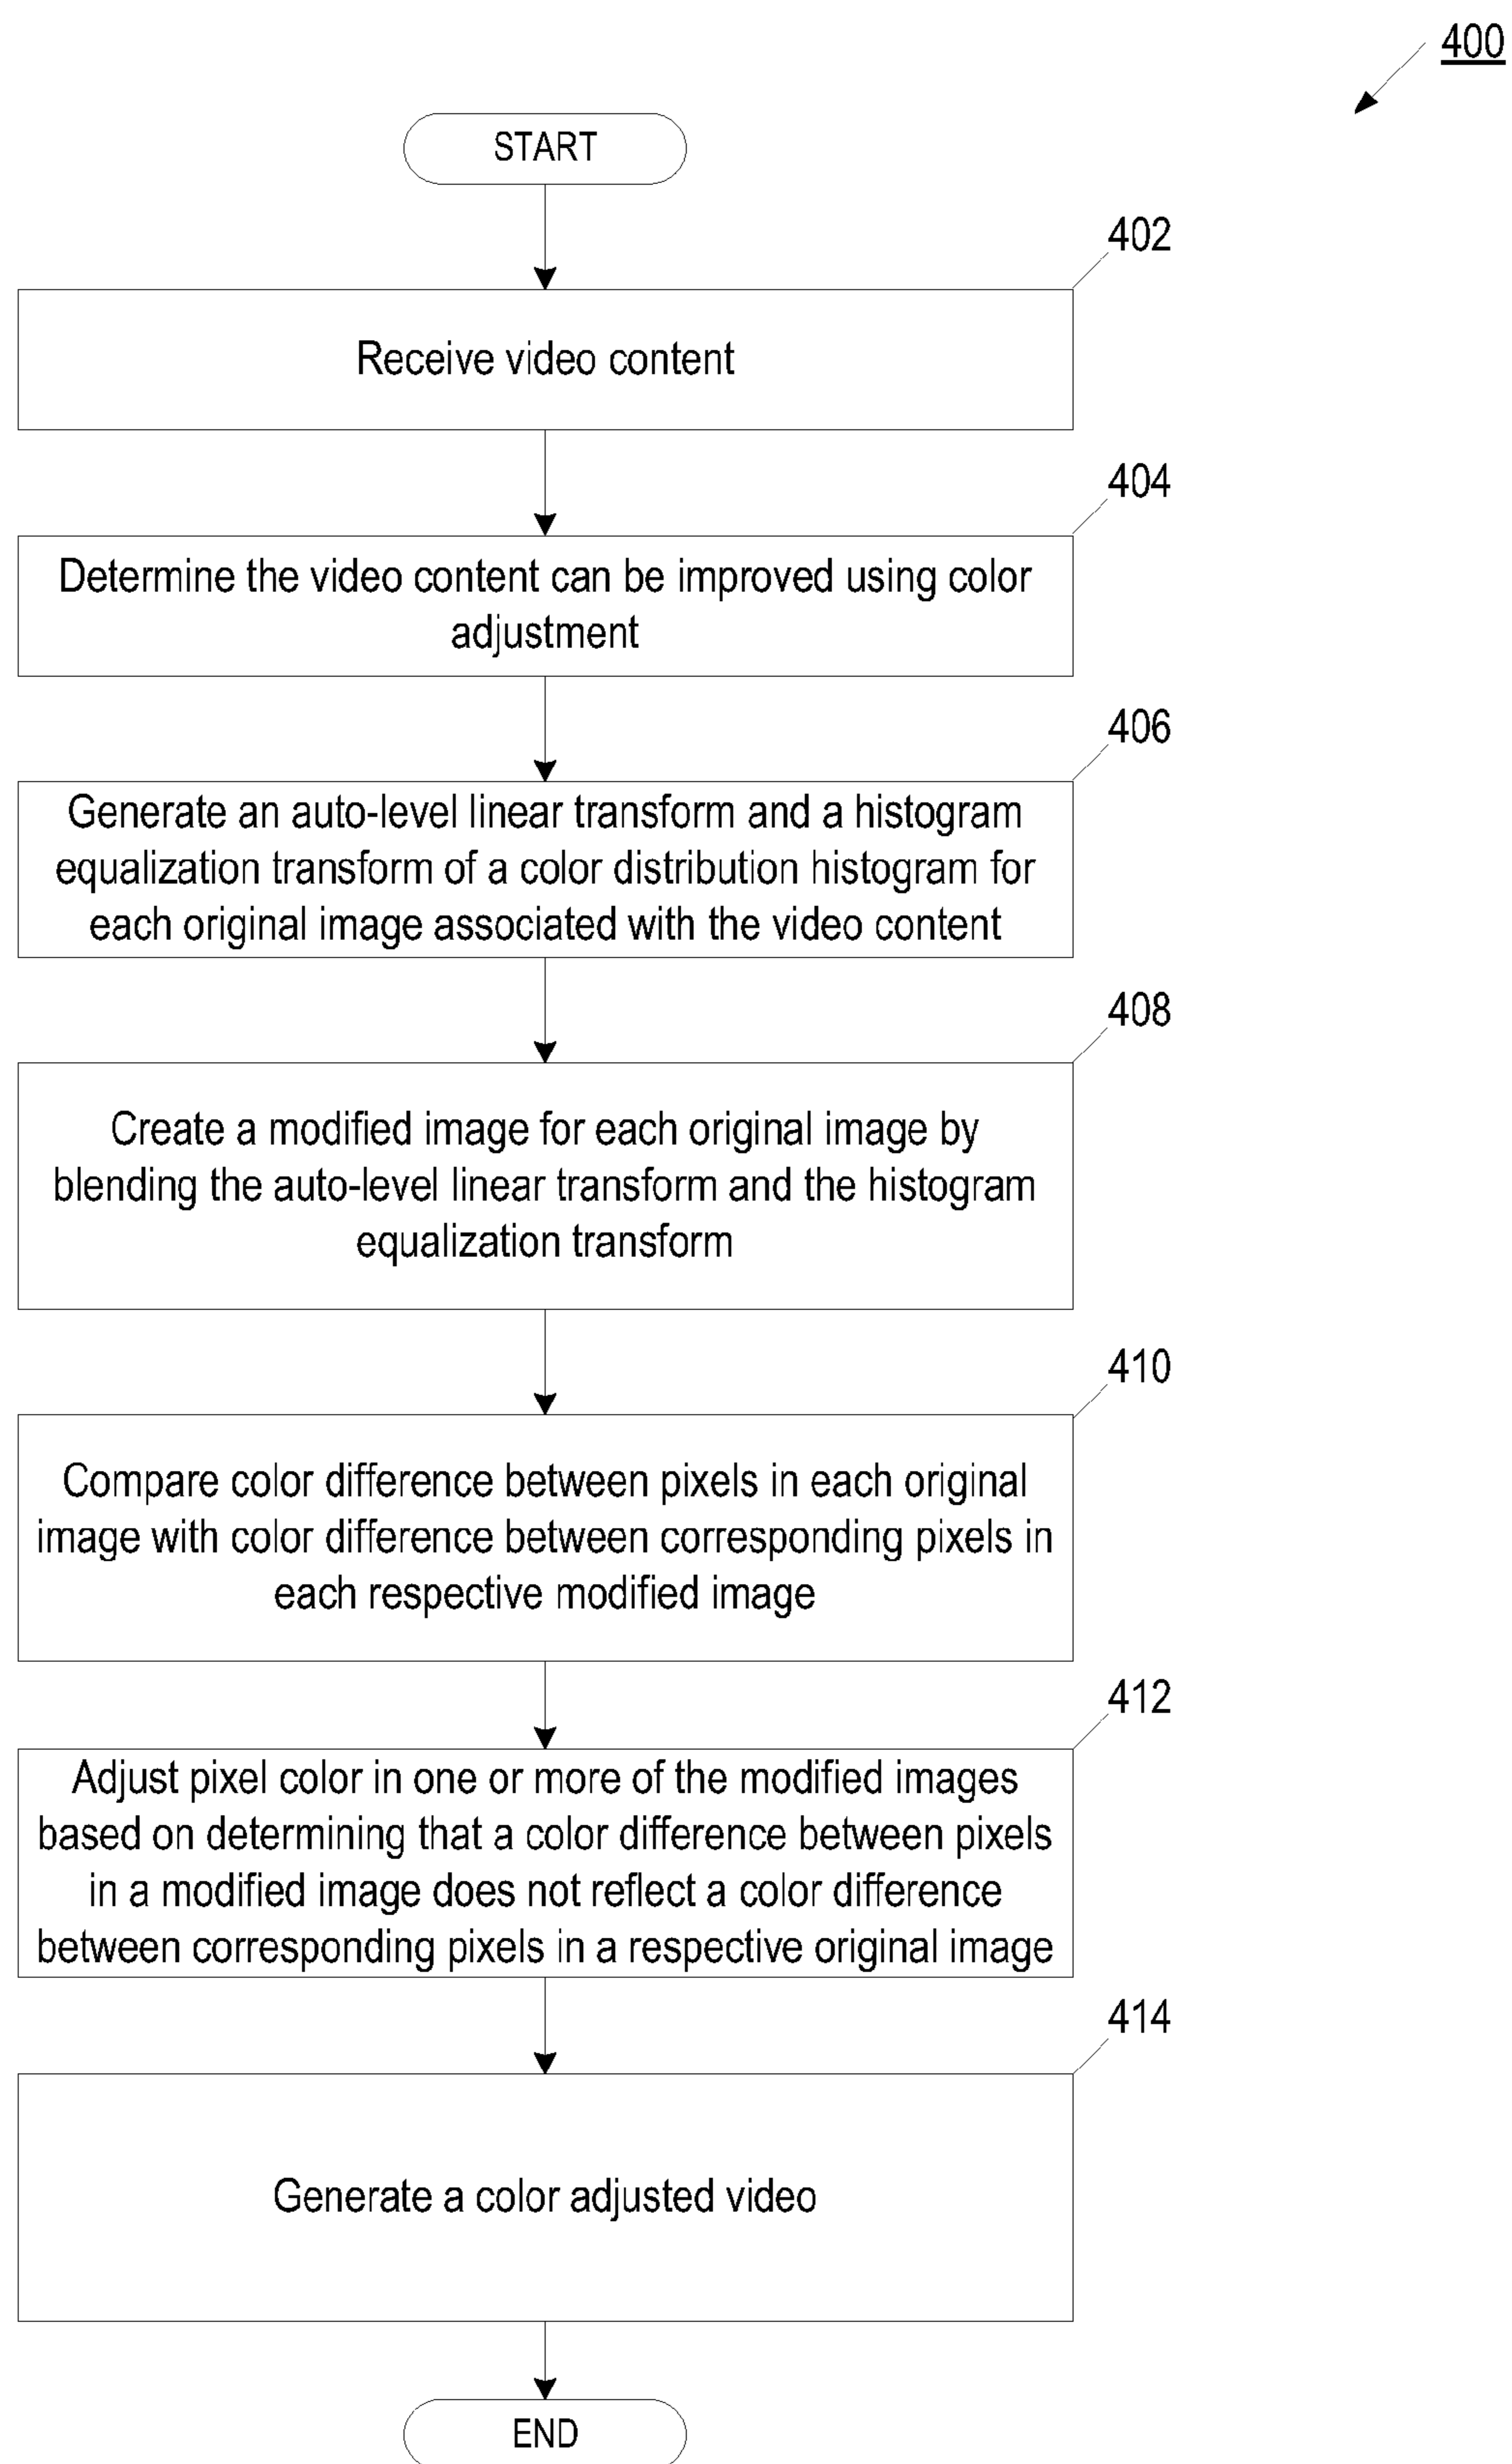 400
START
402
Receive video content
404
Determine the video content can be improved using color
adjustment
406
Generate an auto-level linear transform and a histogram
equalization transform of a color distribution histogram for
each original image associated with the video content
408
Create a modified image for each original image by
blending the auto-level linear transform and the histogram
equalization transform
410
Compare color difference between pixels in each original
image with color difference between corresponding pixels in
each respective modified image
412
Adjust pixel color in one or more of the modified images
based on determining that a color difference between pixels
in a modified image does not reflect a color difference
between corresponding pixels in a respective original image
414
Generate a color adjusted video
END